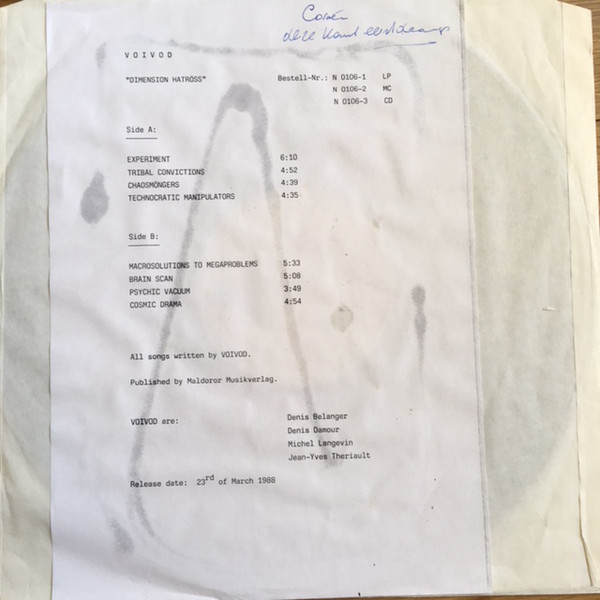 VOIVOD
"DIMENSION HATRÖSS" Bestell-Nr.: N 0106-1 LP
N 0106-2 MC
N 0106-3 CD
Side A:
EXPERIMENT 6:10
TRIBAL CONVICTIONS 4:52
CHAOSMÖNGERS 4:39
TECHNOCRATIC MANIPULATORS 4:35
Side B:
MACROSOLUTIONS TO MEGAPROBLEMS 5:33
BRAIN SCAN 5:08
PSYCHIC VACUUM 3:49
COSMIC DRAMA 4:54
All songs written by VOIVOD.
Published by Maldoror Musikverlag.
VOIVOD are: Denis Belanger
Denis Damour
Michel Langevin
Jean-Yves Theriault
Release date: 23rd of March 1988